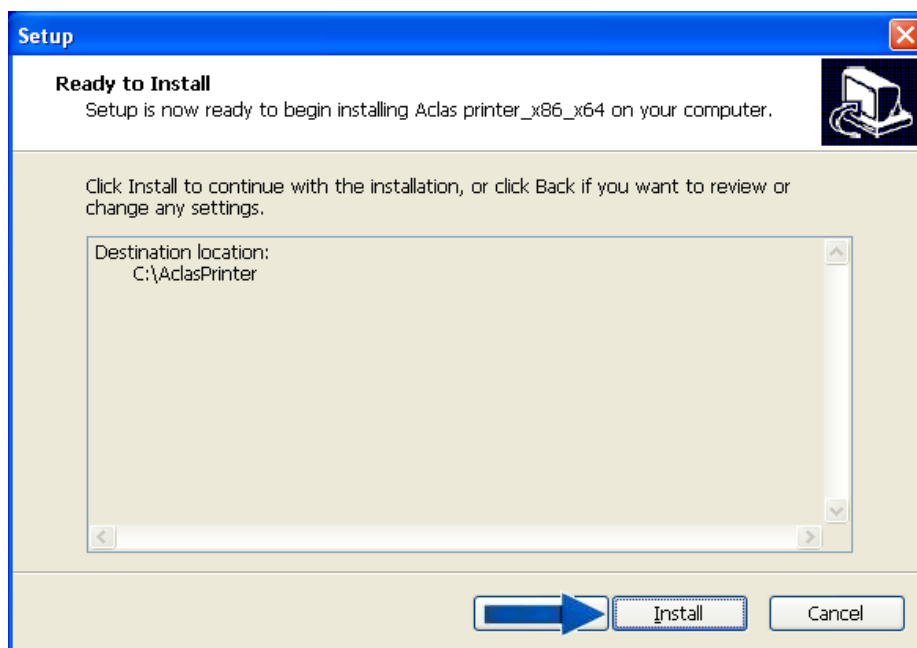 Setup
Ready to Install
Setup is now ready to begin installing Aclas printer_x86_x64 on your computer.
Click Install to continue with the installation, or click Back if you want to review or
change any settings.
Destination location:
C:\AclasPrinter
Install
Cancel